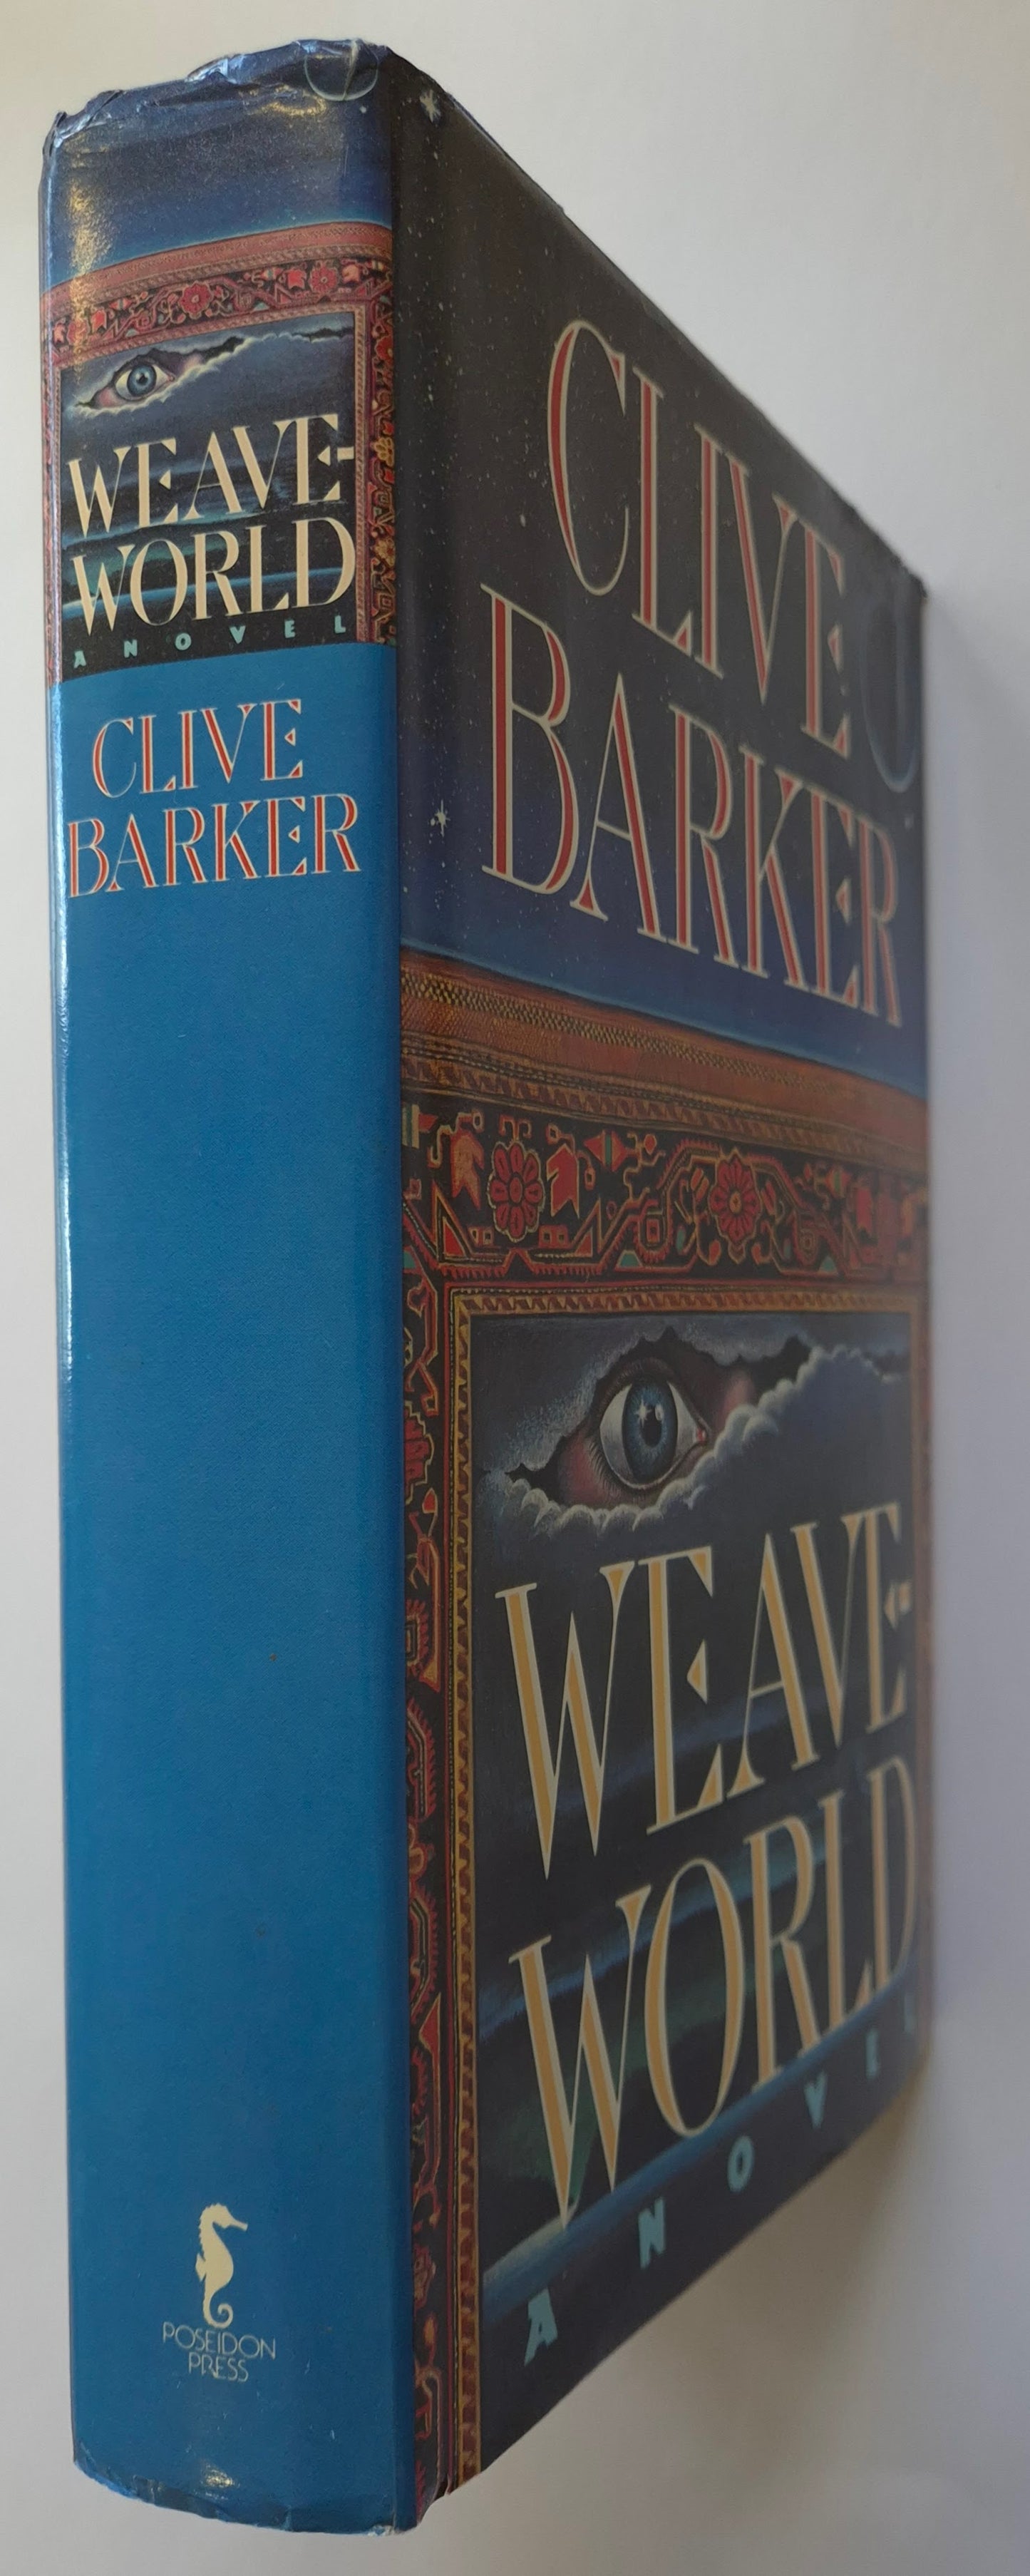 WEAVE-
WORLD
A NOVEL
CLIVE
BARKER
POSEIDON
PRESS
CLIVE
BARKER
WEAVE-
WORLD
A NOVEL